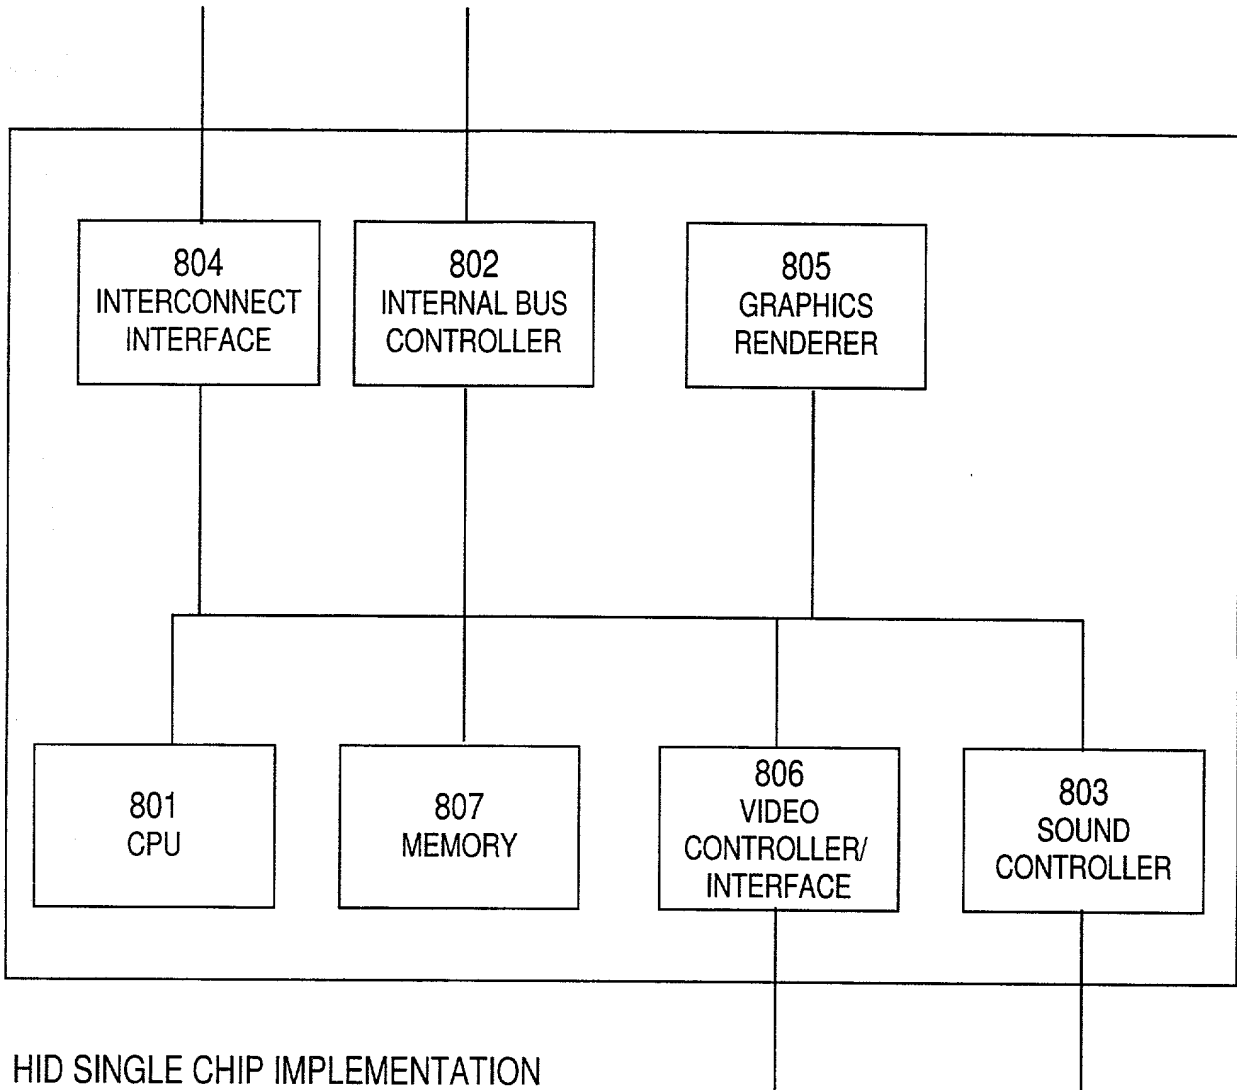 804
INTERCONNECT
INTERFACE
802
INTERNAL BUS
CONTROLLER
805
GRAPHICS
RENDERER
801
CPU
807
MEMORY
806
VIDEO
CONTROLLER/
INTERFACE
803
SOUND
CONTROLLER
HID SINGLE CHIP IMPLEMENTATION